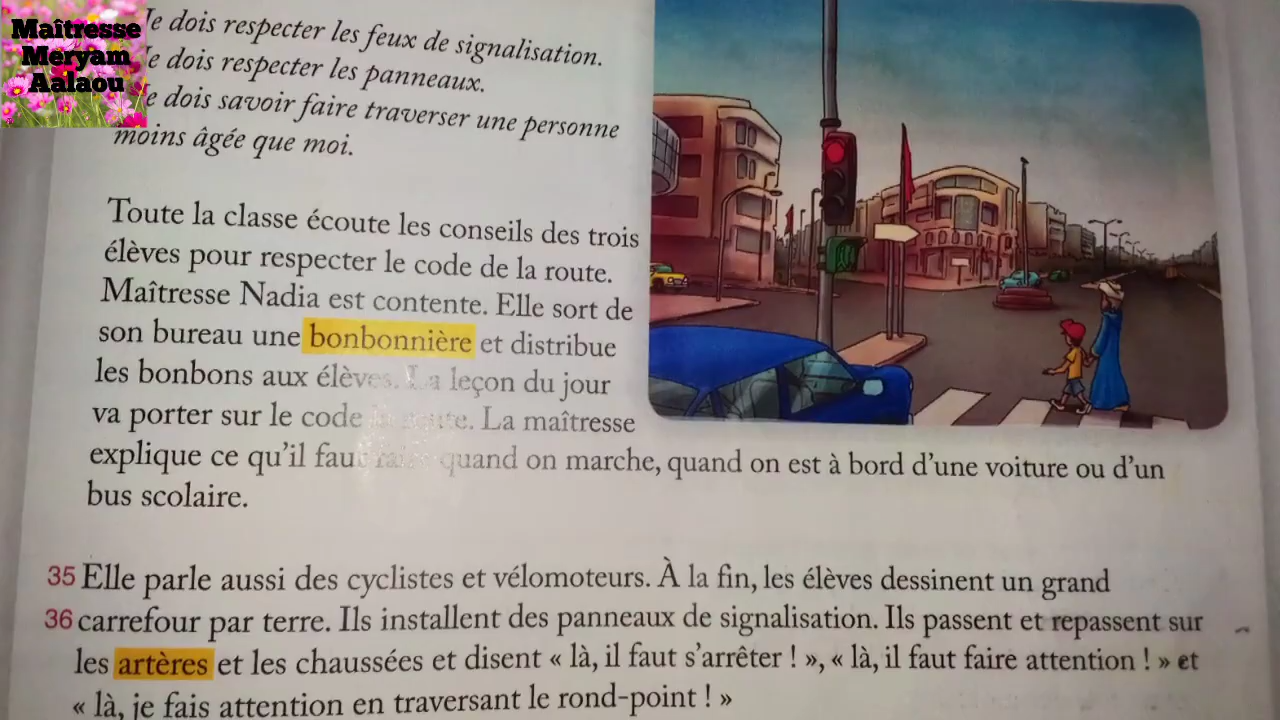 Maîtresse
Meryam
Aalaou
Je dois respecter les feux de signalisation.
Je dois respecter les panneaux.
Je dois savoir faire traverser une personne
moins âgée que moi.
Toute la classe écoute les conseils des trois
élèves pour respecter le code de la route.
Maîtresse Nadia est contente. Elle sort de
son bureau une bonbonnière et distribue
les bonbons aux élèves. La leçon du jour
va porter sur le code la route. La maîtresse
explique ce qu'il faut faire quand on marche, quand on est à bord d'une voiture ou d'un
bus scolaire.
35 Elle parle aussi des cyclistes et vélomoteurs. À la fin, les élèves dessinent un grand
36 carrefour par terre. Ils installent des panneaux de signalisation. Ils passent et repassent sur
les artères et les chaussées et disent « là, il faut s'arrêter ! », « là, il faut faire attention ! » et
« là, je fais attention en traversant le rond-point ! »